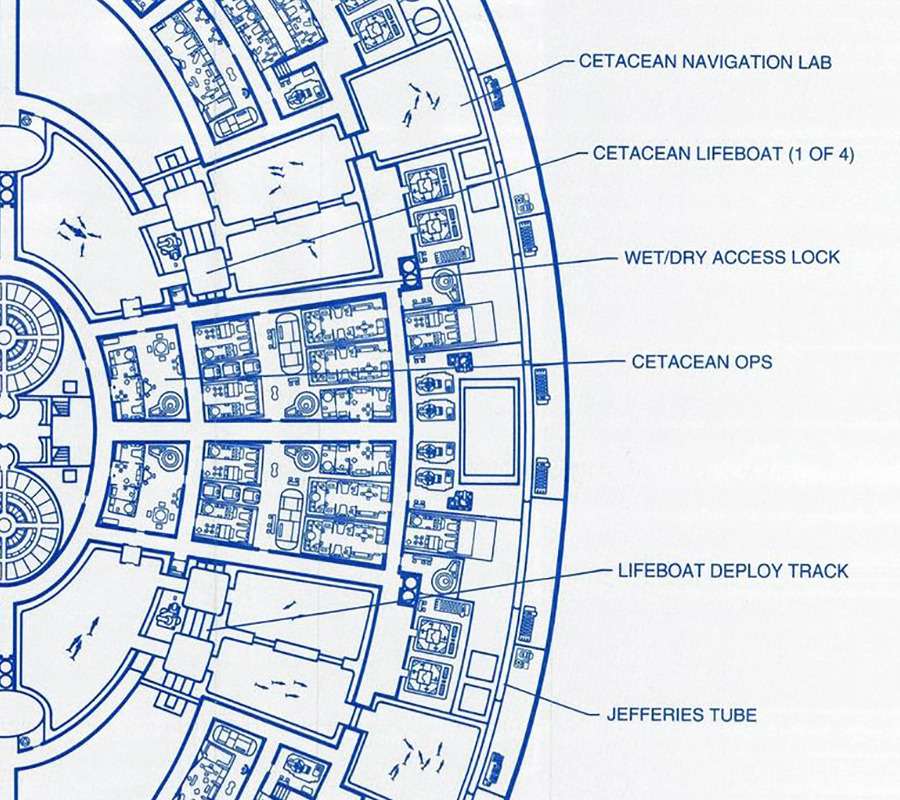 CETACEAN NAVIGATION LAB
CETACEAN LIFEBOAT (1 OF 4)
WET/DRY ACCESS LOCK
CETACEAN OPS
LIFEBOAT DEPLOY TRACK
JEFFERIES TUBE